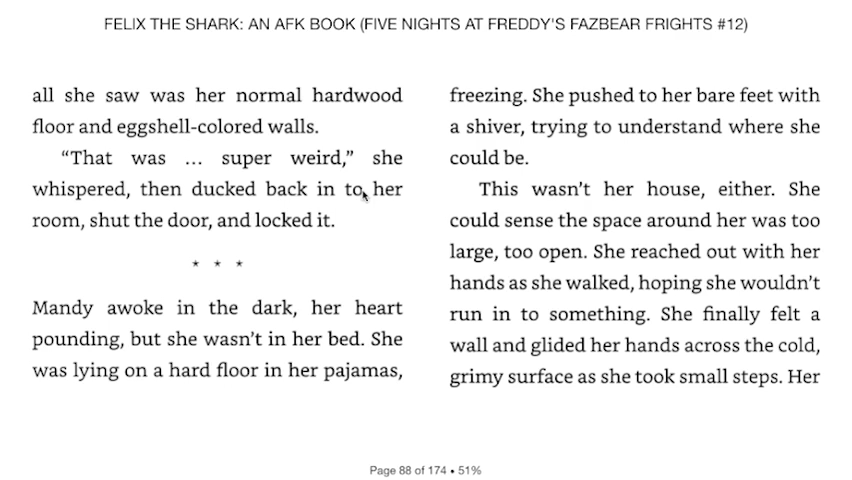 FELIX THE SHARK: AN AFK BOOK (FIVE NIGHTS AT FREDDY'S FAZBEAR FRIGHTS #12)
all she saw was her normal hardwood
floor and eggshell-colored walls.
“That was … super weird,” she
whispered, then ducked back in to her
room, shut the door, and locked it.
* * *
Mandy awoke in the dark, her heart
pounding, but she wasn’t in her bed. She
was lying on a hard floor in her pajamas,
freezing. She pushed to her bare feet with
a shiver, trying to understand where she
could be.
This wasn’t her house, either. She
could sense the space around her was too
large, too open. She reached out with her
hands as she walked, hoping she wouldn’t
run in to something. She finally felt a
wall and glided her hands across the cold,
grimy surface as she took small steps. Her
Page 88 of 174 • 51%